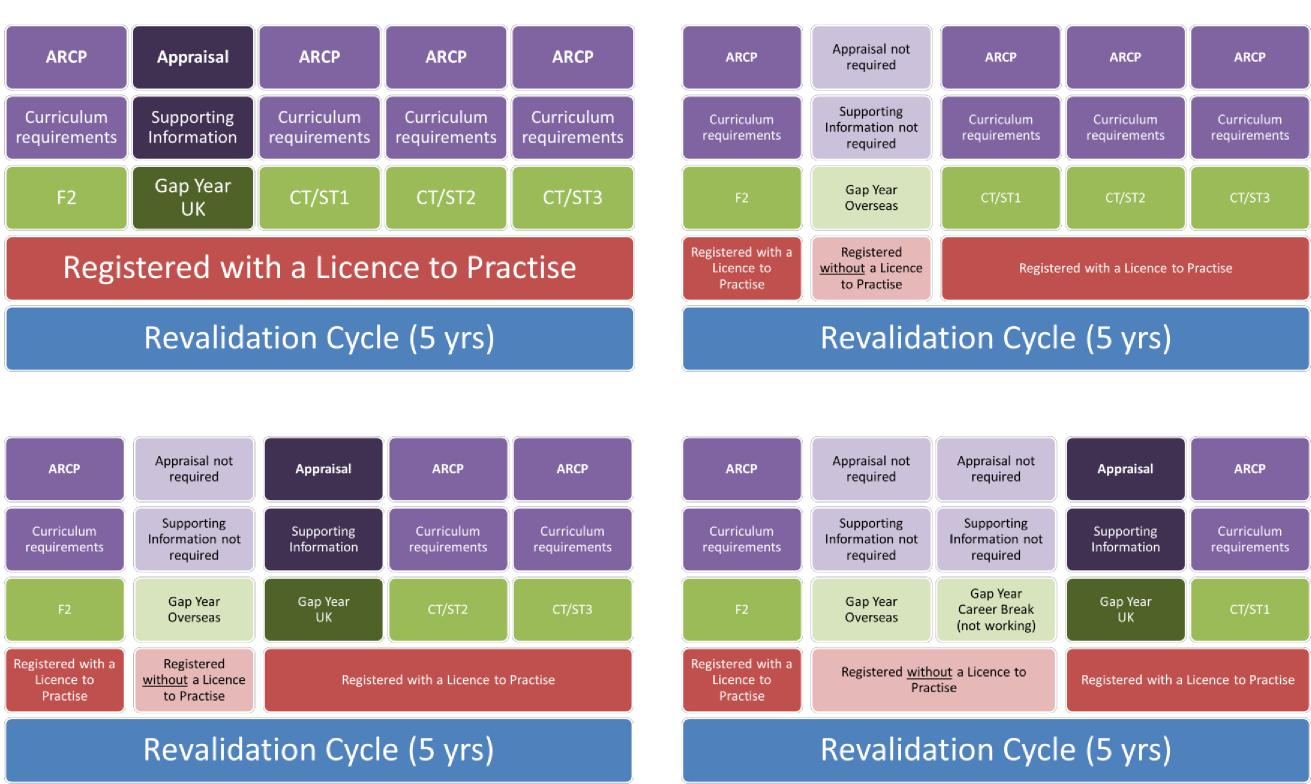 ARCP
Appraisal
ARCP
ARCP
ARCP
Curriculum
requirements
Supporting
Information
Curriculum
requirements
Curriculum
requirements
Curriculum
requirements
F2
Gap Year
UK
CT/ST1
CT/ST2
CT/ST3
Registered with a Licence to Practise
Revalidation Cycle (5 yrs)
ARCP
Appraisal not
required
ARCP
ARCP
ARCP
Curriculum
requirements
Supporting
Information not
required
Curriculum
requirements
Curriculum
requirements
Curriculum
requirements
F2
Gap Year
Overseas
CT/ST1
CT/ST2
CT/ST3
Registered with a
Licence to
Practise
Registered
without a Licence
to Practise
Registered with a Licence to Practise
Revalidation Cycle (5 yrs)
ARCP
Appraisal not
required
Appraisal
ARCP
ARCP
Curriculum
requirements
Supporting
Information not
required
Supporting
Information
Curriculum
requirements
Curriculum
requirements
F2
Gap Year
Overseas
Gap Year
UK
CT/ST2
CT/ST3
Registered with a
Licence to
Practise
Registered
without a Licence
to Practise
Registered with a Licence to Practise
Revalidation Cycle (5 yrs)
ARCP
Appraisal not
required
Appraisal not
required
Appraisal
ARCP
Curriculum
requirements
Supporting
Information not
required
Supporting
Information not
required
Supporting
Information
Curriculum
requirements
F2
Gap Year
Overseas
Gap Year
Career Break
(not working)
Gap Year
UK
CT/ST1
Registered with a
Licence to
Practise
Registered without a Licence to
Practise
Registered with a Licence to Practise
Revalidation Cycle (5 yrs)